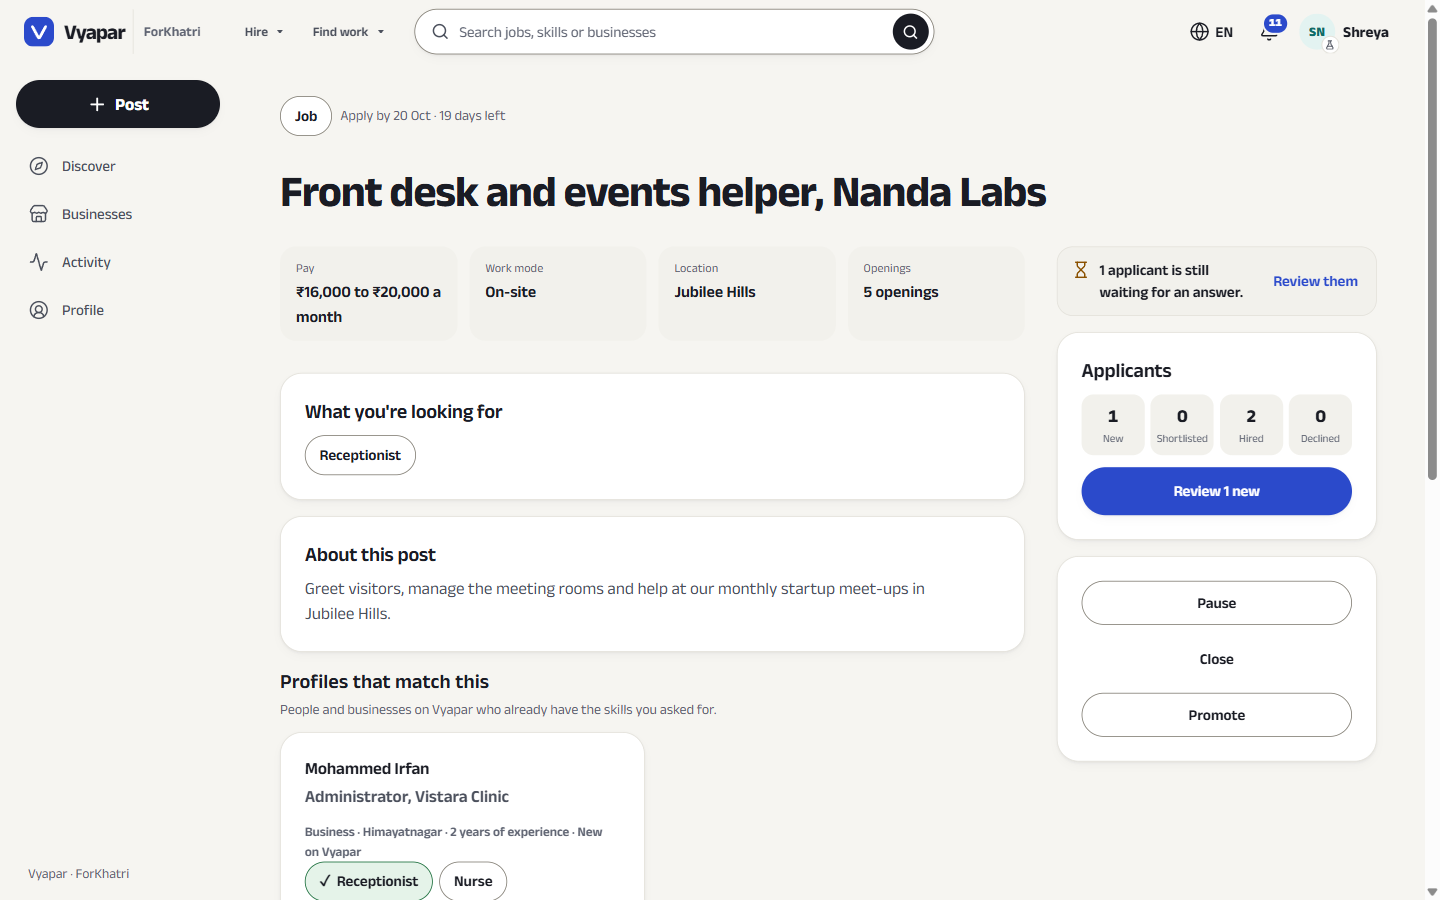 Vyapar
ForKhatri
Hire
Find work
Search jobs, skills or businesses
EN
11
SN
Shreya
Post
Discover
Businesses
Activity
Profile
Job
Apply by 20 Oct · 19 days left
Front desk and events helper, Nanda Labs
Pay
₹16,000 to ₹20,000 a
month
Work mode
On-site
Location
Jubilee Hills
Openings
5 openings
1 applicant is still
waiting for an answer.
Review them
What you're looking for
Receptionist
Applicants
1
New
0
Shortlisted
2
Hired
0
Declined
Review 1 new
About this post
Greet visitors, manage the meeting rooms and help at our monthly startup meet-ups in
Jubilee Hills.
Pause
Close
Promote
Profiles that match this
People and businesses on Vyapar who already have the skills you asked for.
Mohammed Irfan
Administrator, Vistara Clinic
Business · Himayatnagar · 2 years of experience · New
on Vyapar
✓ Receptionist
Nurse
Vyapar · ForKhatri